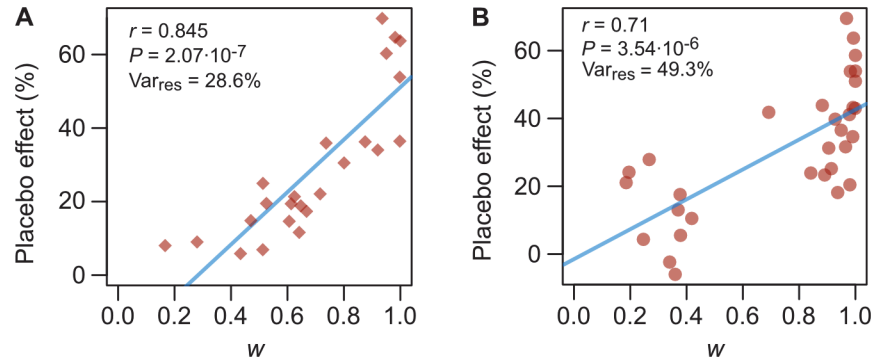 A
r = 0.845
P = 2.07·10-7
Varres = 28.6%
Placebo effect (%)
60
40
20
0
0.0 0.2 0.4 0.6 0.8 1.0
w
B
r = 0.71
P = 3.54·10-6
Varres = 49.3%
Placebo effect (%)
60
40
20
0
0.0 0.2 0.4 0.6 0.8 1.0
w